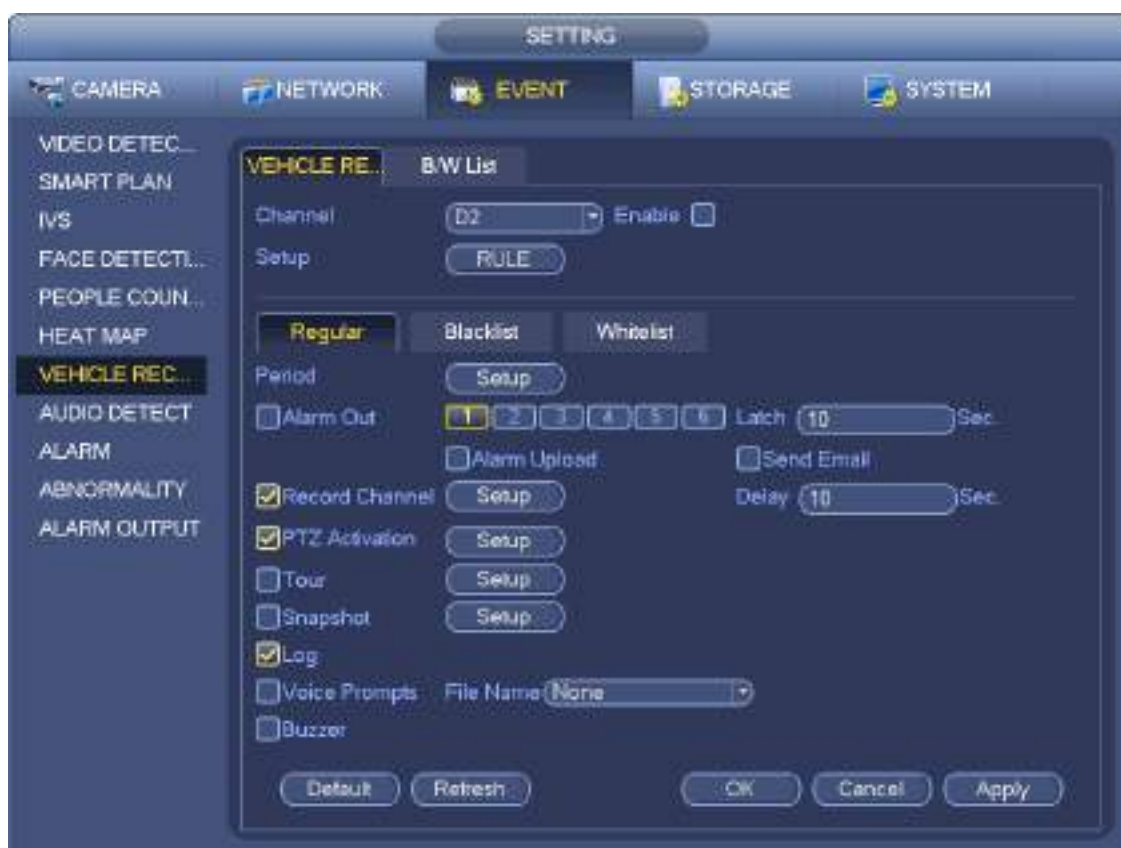 SETTING
CAMERA NETWORK EVENT STORAGE SYSTEM
VIDEO DETEC...
SMART PLAN
IVS
FACE DETECTI...
PEOPLE COUN...
HEAT MAP
VEHICLE REC...
AUDIO DETECT
ALARM
ABNORMALITY
ALARM OUTPUT
VEHICLE RE... B/W List
Channel D2 Enable
Setup RULE
Regular Blacklist Whitelist
Period Setup
Alarm Out 1 2 3 4 5 6 Latch 10 Sec.
Alarm Upload Send Email
Record Channel Setup Delay 10 Sec.
PTZ Activation Setup
Tour Setup
Snapshot Setup
Log
Voice Prompts File Name None
Buzzer
Default Refresh OK Cancel Apply